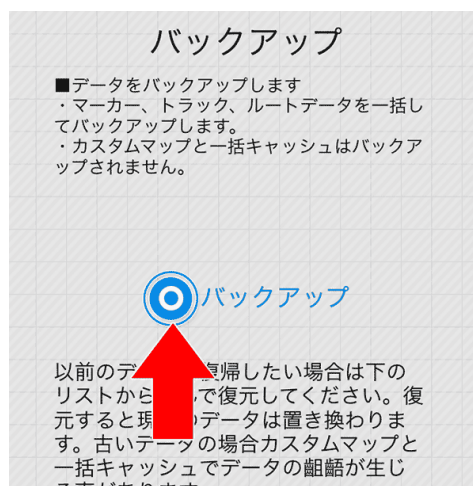 バックアップ
■データをバックアップします
・マーカー、トラック、ルートデータを一括し
てバックアップします。
・カスタムマップと一括キャッシュはバックア
ップされません。
バックアップ
以前のデ 復帰したい場合は下の
リストから で復元してください。復
元すると現 のデータは置き換わりま
す。古いデータの場合カスタムマップと
一括キャッシュでデータの齟齬が生じ